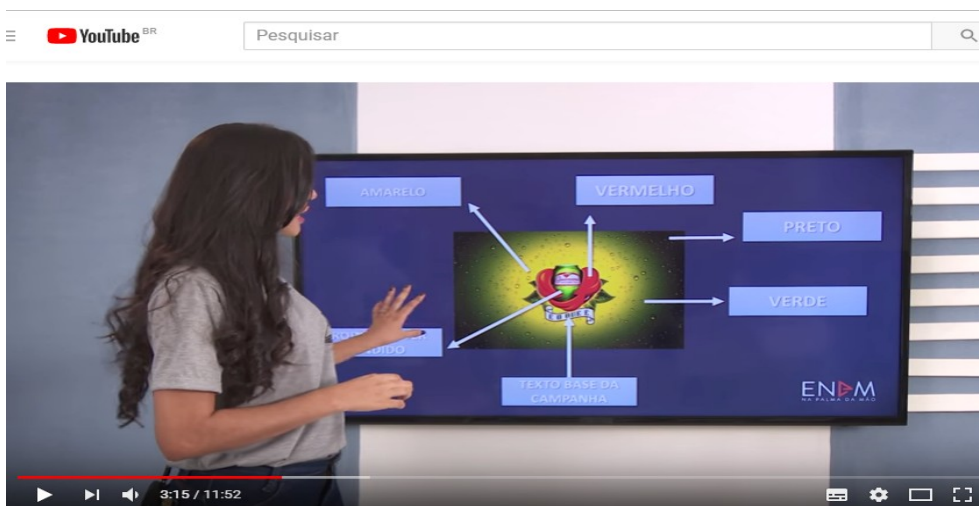 YouTube BR
Pesquisar
AMARELO
VERMELHO
PRETO
VERDE
TEXTO BASE DA
CAMPANHA
É O QUE É
ENEM
NA PALMA DA MÃO
3:15 / 11:52